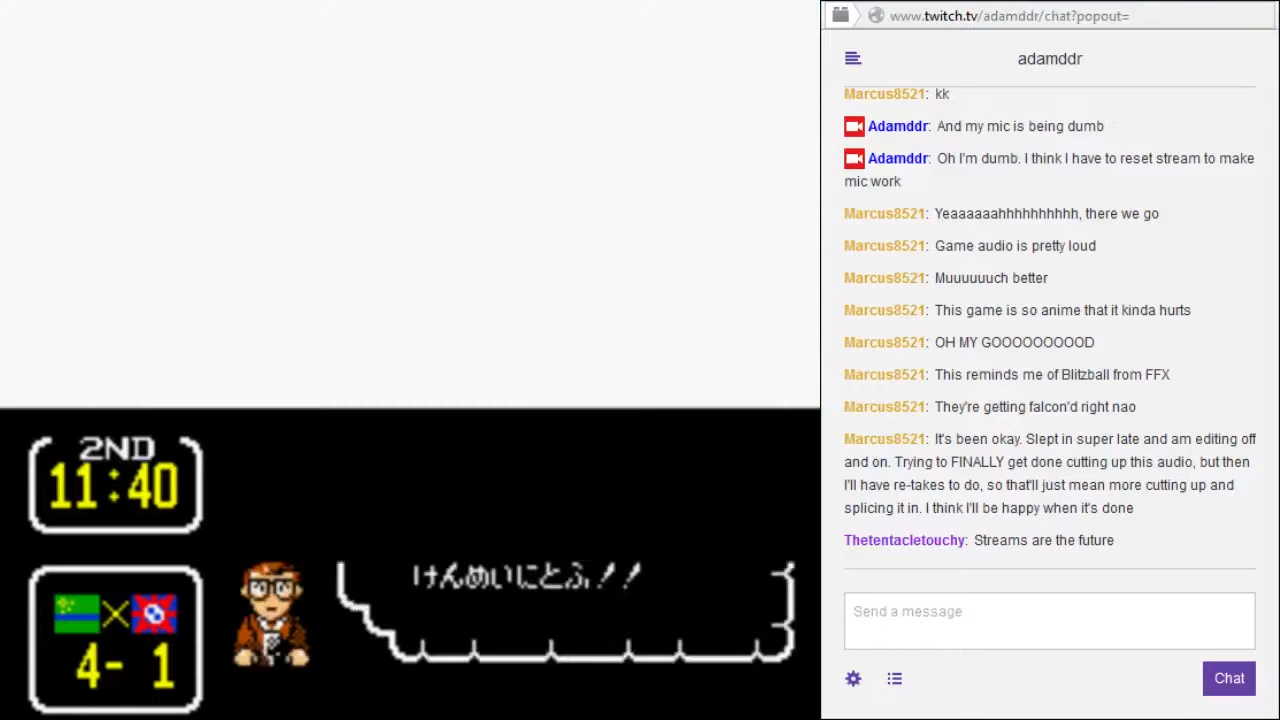 www.twitch.tv/adamddr/chat?popout=
adamddr
Marcus8521: kk
Adamddr: And my mic is being dumb
Adamddr: Oh I'm dumb. I think I have to reset stream to make
mic work
Marcus8521: Yeaaaaaahhhhhhhhhh, there we go
Marcus8521: Game audio is pretty loud
Marcus8521: Muuuuuuch better
Marcus8521: This game is so anime that it kinda hurts
Marcus8521: OH MY GOOOOOOOOOD
Marcus8521: This reminds me of Blitzball from FFX
Marcus8521: They're getting falcon'd right nao
Marcus8521: It's been okay. Slept in super late and am editing off
and on. Trying to FINALLY get done cutting up this audio, but then
I'll have re-takes to do, so that'll just mean more cutting up and
splicing it in. I think I'll be happy when it's done
Thetentacletouchy: Streams are the future
Send a message
Chat
2ND
11:40
けんめいにとぶ!!
4- 1